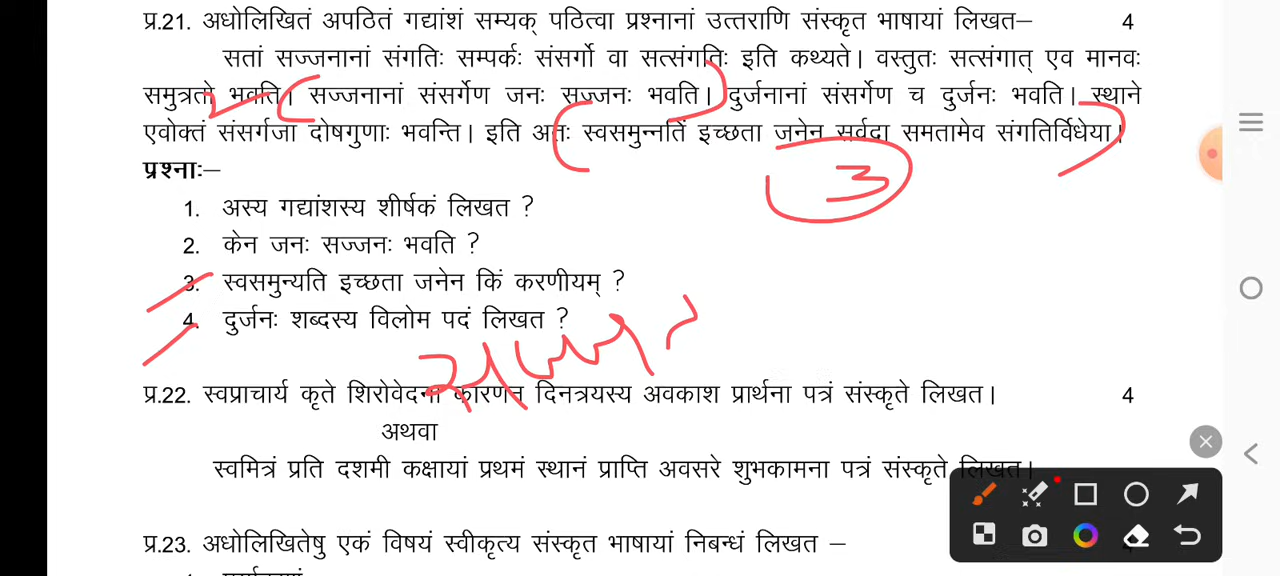 प्र.21. अधोलिखितं अपठितं गद्यांशं सम्यक् पठित्वा प्रश्नानां उत्तराणि संस्कृत भाषायां लिखत– 4
सतां सज्जनानां संगतिः सम्पर्कः संसर्गो वा सत्संगतिः इति कथ्यते। वस्तुतः सत्संगात् एव मानवः
समुत्रतो भवति। सज्जनानां संसर्गेण जनः सज्जनः भवति। दुर्जनानां संसर्गेण च दुर्जनः भवति। स्थाने
एवोक्तं संसर्गजा दोषगुणाः भवन्ति। इति अतः स्वसमुन्नतिं इच्छता जनेन सर्वदा समतामेव संगतिर्विधेया।
प्रश्नाः–
3
1. अस्य गद्यांशस्य शीर्षकं लिखत ?
2. केन जनः सज्जनः भवति ?
3. स्वसमुन्यति इच्छता जनेन किं करणीयम् ?
4. दुर्जनः शब्दस्य विलोम पदं लिखत ?
प्र.22. स्वप्राचार्य कृते शिरोवेदना कारणेन दिनत्रयस्य अवकाश प्रार्थना पत्रं संस्कृते लिखत। 4
अथवा
स्वमित्रं प्रति दशमी कक्षायां प्रथमं स्थानं प्राप्ति अवसरे शुभकामना पत्रं संस्कृते लिखत।
प्र.23. अधोलिखितेषु एकं विषयं स्वीकृत्य संस्कृत भाषायां निबन्धं लिखत –